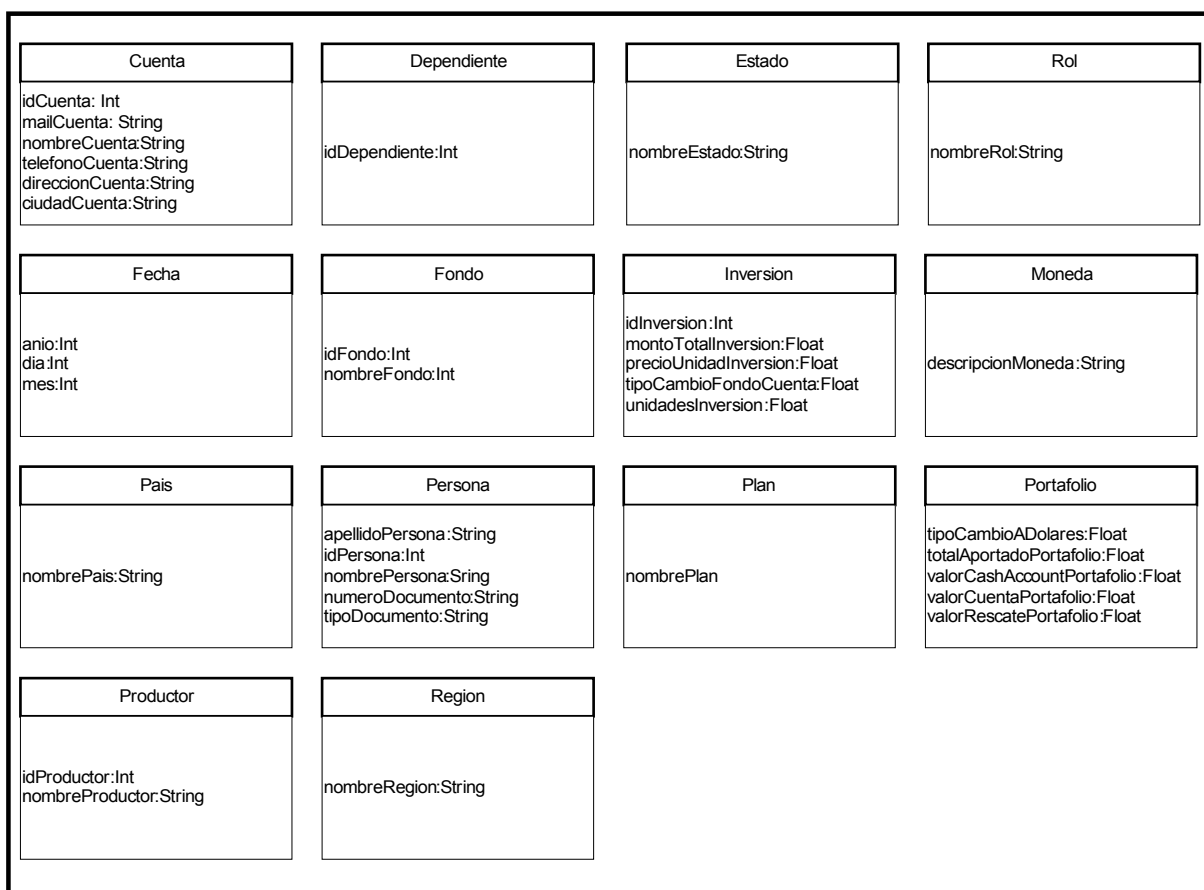 Cuenta
idCuenta: Int
mailCuenta: String
nombreCuenta:String
telefonoCuenta:String
direccionCuenta:String
ciudadCuenta:String
Dependiente
idDependiente:Int
Estado
nombreEstado:String
Rol
nombreRol:String
Fecha
anio:Int
dia:Int
mes:Int
Fondo
idFondo:Int
nombreFondo:Int
Inversion
idInversion:Int
montoTotalInversion:Float
precioUnidadInversion:Float
tipoCambioFondoCuenta:Float
unidadesInversion:Float
Moneda
descripcionMoneda:String
Pais
nombrePais:String
Persona
apellidoPersona:String
idPersona:Int
nombrePersona:Sring
numeroDocumento:String
tipoDocumento:String
Plan
nombrePlan
Portafolio
tipoCambioADolares:Float
totalAportadoPortafolio:Float
valorCashAccountPortafolio:Float
valorCuentaPortafolio:Float
valorRescatePortafolio:Float
Productor
idProductor:Int
nombreProductor:String
Region
nombreRegion:String